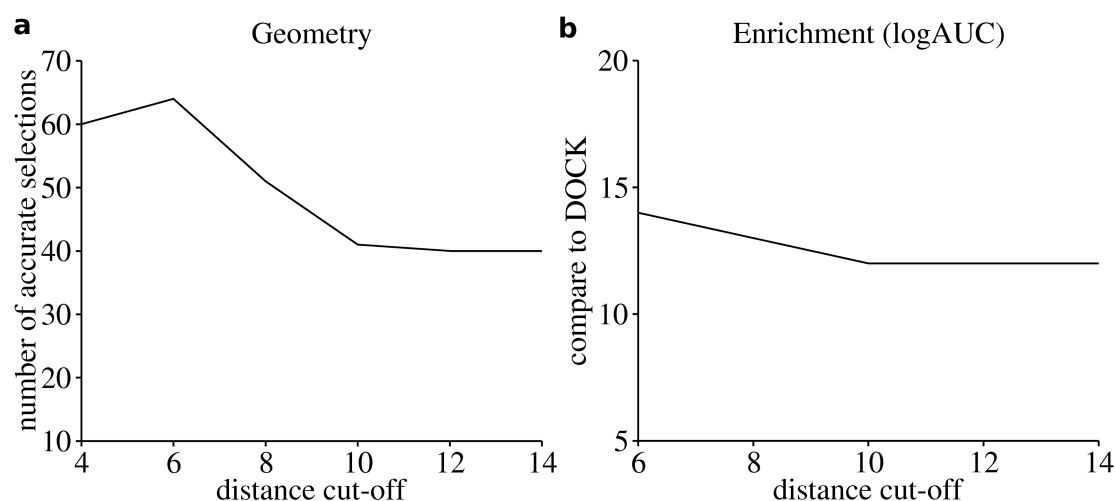 a
Geometry
number of accurate selections
70
60
50
40
30
20
10
4 6 8 10 12 14
distance cut-off
b
Enrichment (logAUC)
compare to DOCK
20
15
10
5
6 8 10 12 14
distance cut-off